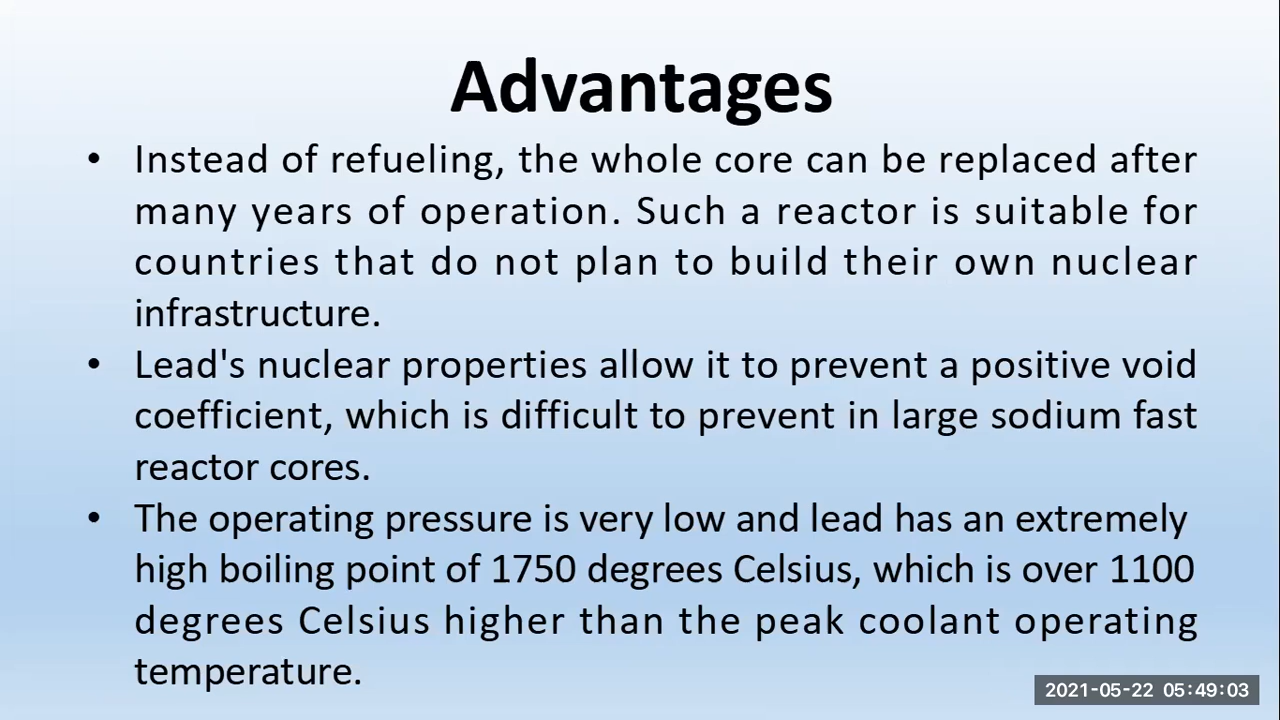 Advantages
• Instead of refueling, the whole core can be replaced after
many years of operation. Such a reactor is suitable for
countries that do not plan to build their own nuclear
infrastructure.
• Lead's nuclear properties allow it to prevent a positive void
coefficient, which is difficult to prevent in large sodium fast
reactor cores.
• The operating pressure is very low and lead has an extremely
high boiling point of 1750 degrees Celsius, which is over 1100
degrees Celsius higher than the peak coolant operating
temperature.
2021-05-22 05:49:03